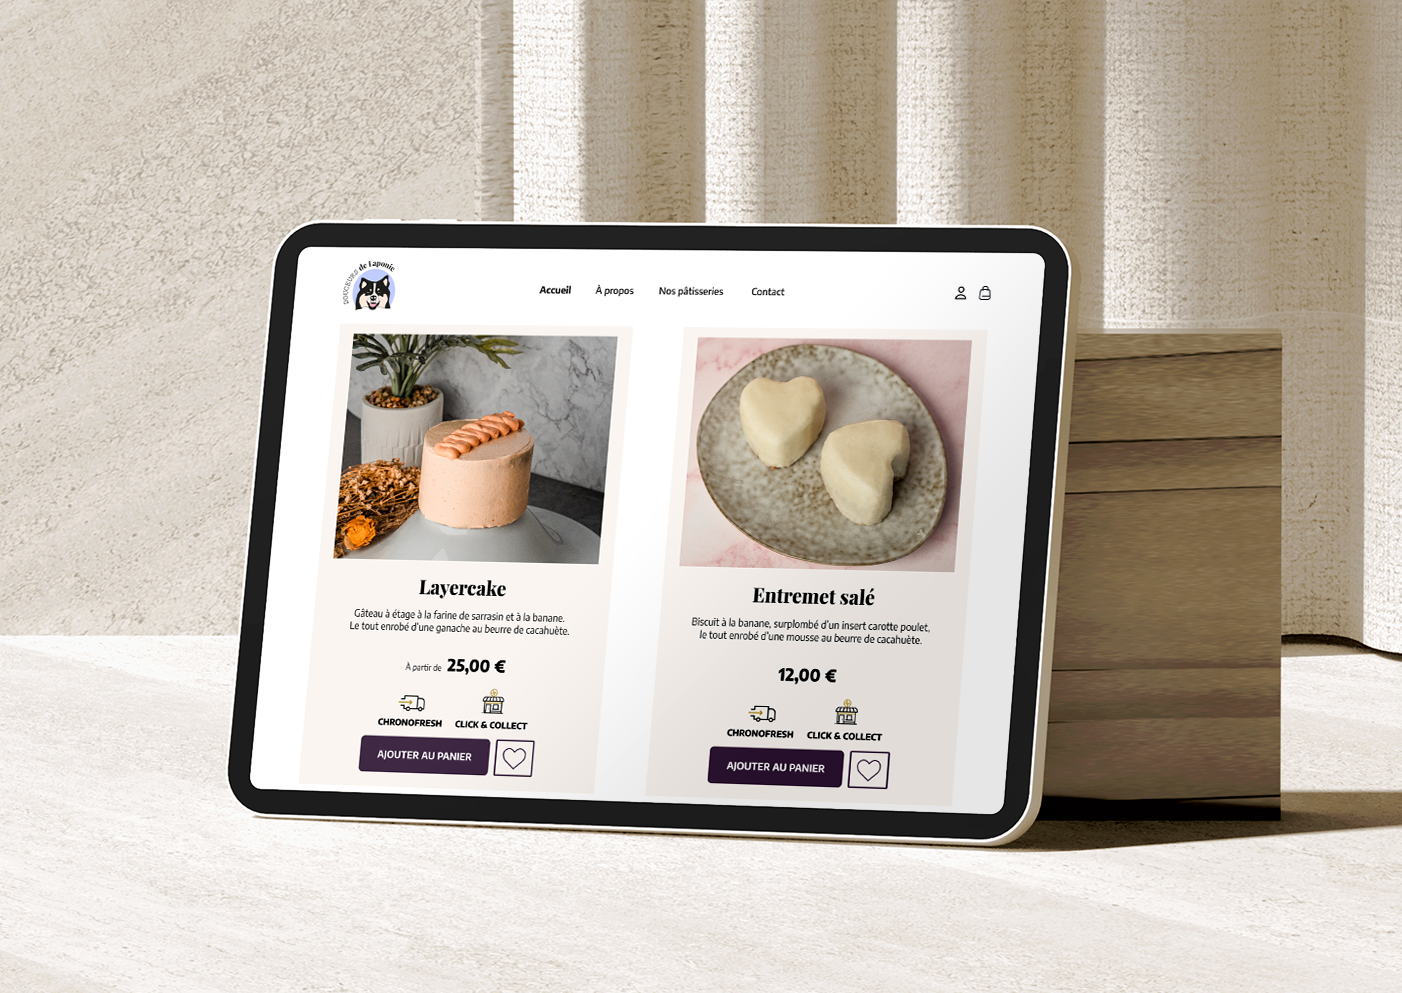 DOUCEURS de Laponie
Accueil
À propos
Nos pâtisseries
Contact
Layercake
Gâteau à étage à la farine de sarrasin et à la banane.
Le tout enrobé d'une ganache au beurre de cacahuète.
À partir de 25,00 €
CHRONOFRESH
CLICK & COLLECT
AJOUTER AU PANIER
Entremet salé
Biscuit à la banane, surplombé d'un insert carotte poulet,
le tout enrobé d'une mousse au beurre de cacahuète.
12,00 €
CHRONOFRESH
CLICK & COLLECT
AJOUTER AU PANIER